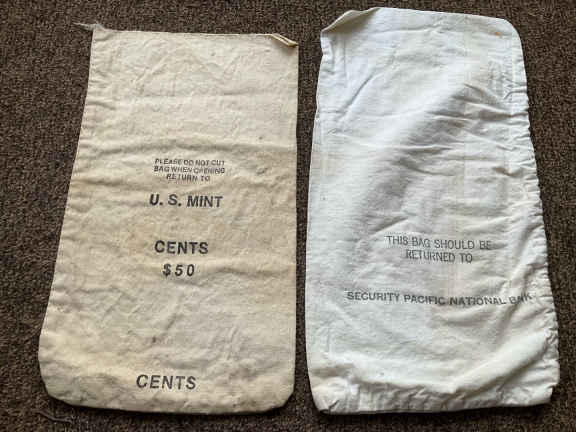 PLEASE DO NOT CUT
BAG WHEN OPENING
RETURN TO
U. S. MINT
CENTS
$50
CENTS
THIS BAG SHOULD BE
RETURNED TO
SECURITY PACIFIC NATIONAL BANK